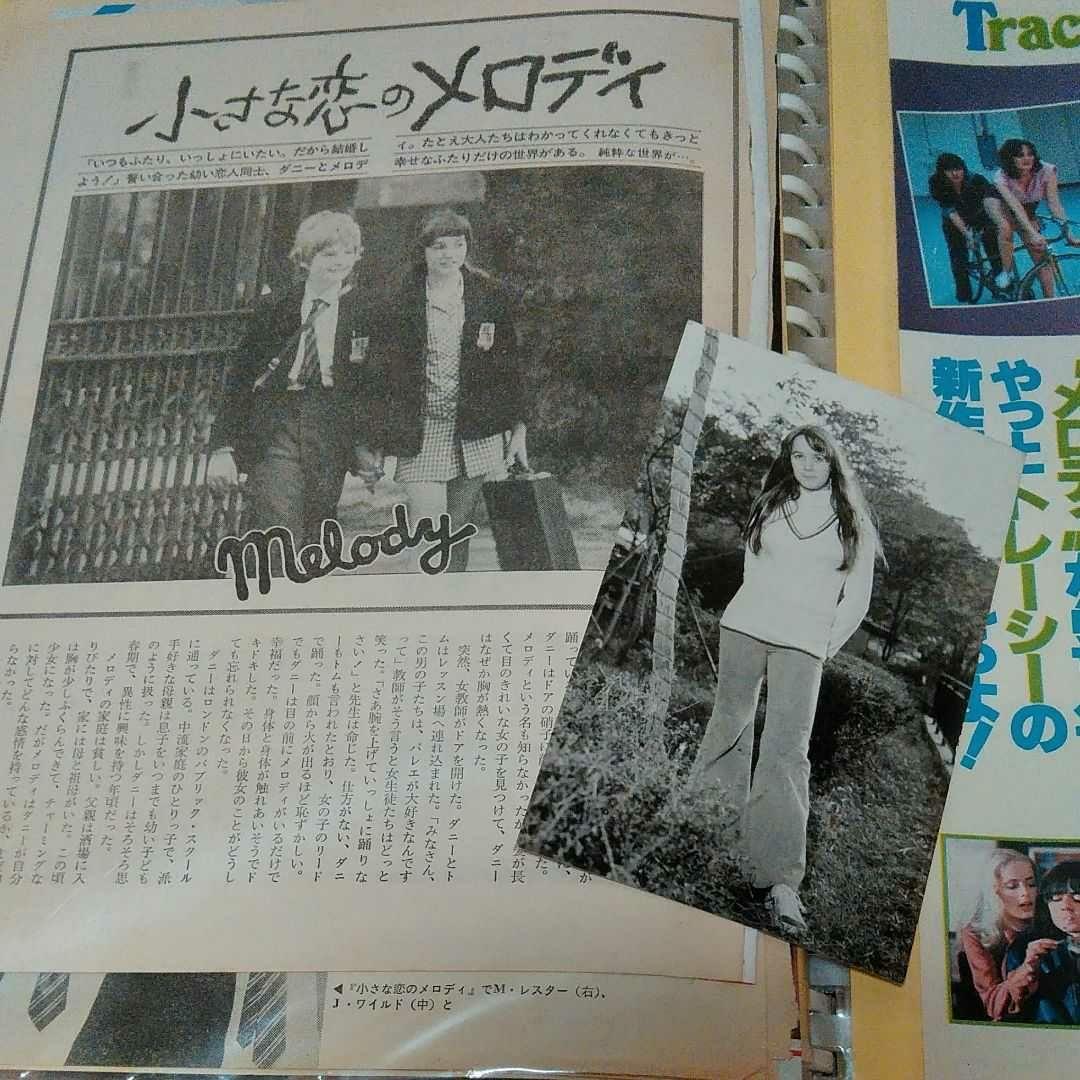 小さな恋のメロディ
「いつもふたり、いっしょにいたい。だから結婚し
よう!」誓い合った幼い恋人同士、ダニーとメロデ
ィ。たとえ大人たちはわかってくれなくてもきっと
幸せなふたりだけの世界がある。純粋な世界が…。
Melody
踊ってい
ダニーはドアの硝子に
メロディという名も知らなかったが
くて目のきれいな女の子を見つけて、ダニー
はなぜか胸が熱くなった。
突然、女教師がドアを開けた。ダニーとト
ムはレッスン場へ連れ込まれた。「みなさん、
この男の子たちは、バレエが大好きなんです
って」教師がそう言うと女生徒たちはどっと
笑った。「さあ腕を上げていっしょに踊りな
さい!」と先生は命じた。仕方がない、ダニ
ーもトムも言われたとおり、女の子のリード
で踊った。顔から火が出るほど恥ずかしい。
でもダニーは目の前にメロディがいるだけで
幸福だった。身体と身体が触れあいそうでド
キドキした。その日から彼女のことがどうし
ても忘れられなくなった。
ダニーはロンドンのパブリック・スクール
に通っている。中流家庭のひとりっ子で、派
手好きな母親は息子をいつまでも幼い子ども
のように扱った。しかしダニーはそろそろ思
春期で、異性に興味を持つ年頃だった。
メロディの家庭は貧しい。父親は酒場に入
りびたりで、家には母と祖母がいた。この頃
は胸が少しふくらんできて、チャーミングな
少女になった。だがメロディはダニーが自分
に対してどんな感情を持っているか、まだ知
らなかった。
◀『小さな恋のメロディ』でM・レスター(右)、
J・ワイルド(中)と
Trac
トレーシーの
新作